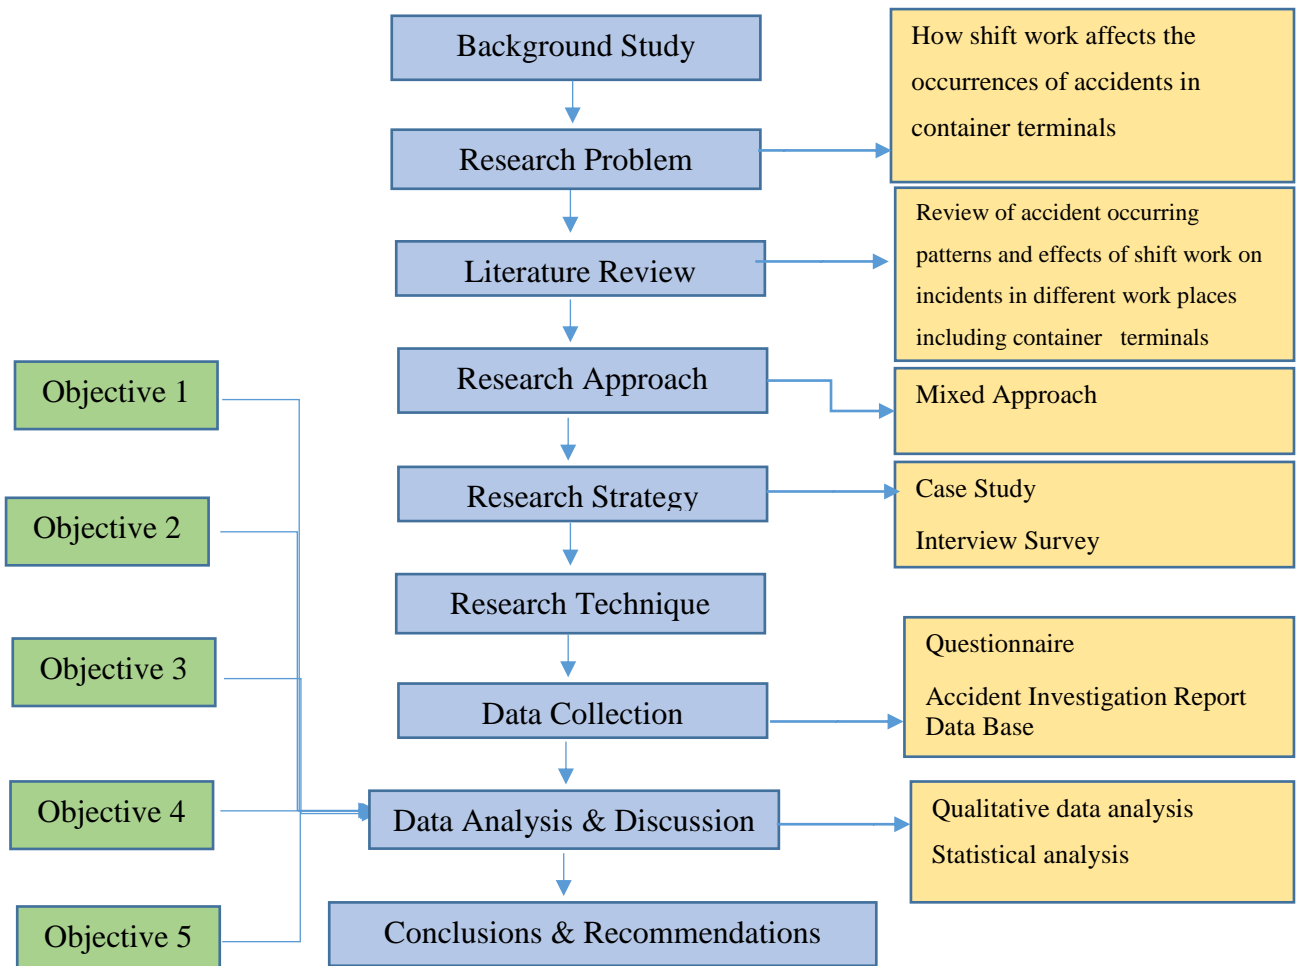 Background Study
How shift work affects the
occurrences of accidents in
container terminals
Research Problem
Literature Review
Review of accident occurring
patterns and effects of shift work on
incidents in different work places
including container terminals
Research Approach
Mixed Approach
Objective 1
Research Strategy
Case Study
Interview Survey
Objective 2
Research Technique
Objective 3
Data Collection
Questionnaire
Accident Investigation Report
Data Base
Objective 4
Data Analysis & Discussion
Qualitative data analysis
Statistical analysis
Objective 5
Conclusions & Recommendations